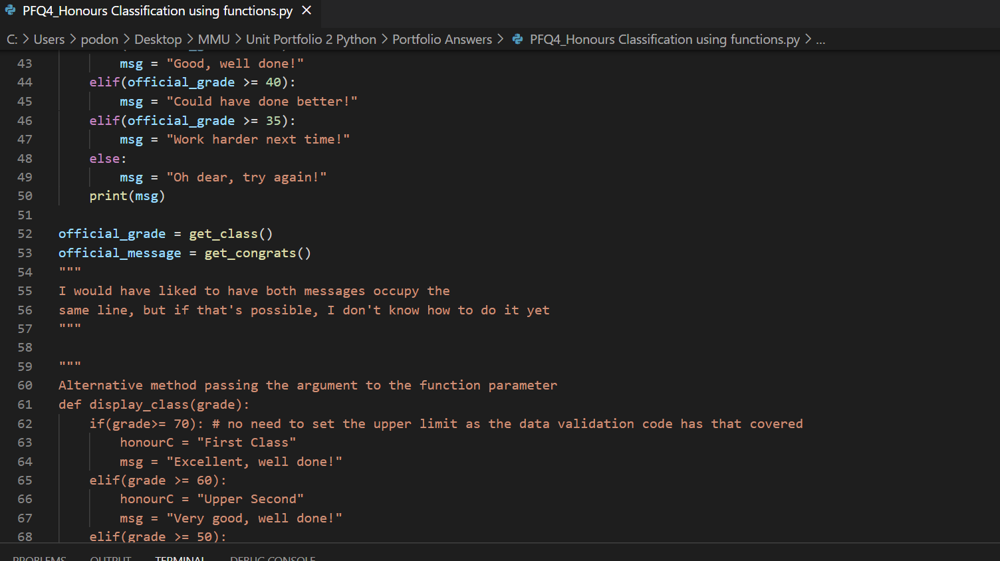 PFQ4_Honours Classification using functions.py ×
C: > Users > podon > Desktop > MMU > Unit Portfolio 2 Python > Portfolio Answers > PFQ4_Honours Classification using functions.py > ...
43 msg = "Good, well done!"
44 elif(official_grade >= 40):
45 msg = "Could have done better!"
46 elif(official_grade >= 35):
47 msg = "Work harder next time!"
48 else:
49 msg = "Oh dear, try again!"
50 print(msg)
51
52 official_grade = get_class()
53 official_message = get_congrats()
54 """
55 I would have liked to have both messages occupy the
56 same line, but if that's possible, I don't know how to do it yet
57 """
58
59 """
60 Alternative method passing the argument to the function parameter
61 def display_class(grade):
62 if(grade>= 70): # no need to set the upper limit as the data validation code has that covered
63 honourC = "First Class"
64 msg = "Excellent, well done!"
65 elif(grade >= 60):
66 honourC = "Upper Second"
67 msg = "Very good, well done!"
68 elif(grade >= 50):
PROBLEMS OUTPUT TERMINAL DEBUG CONSOLE